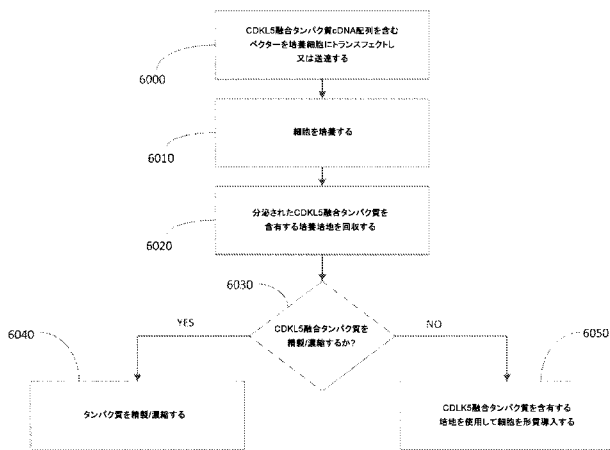 CDKL5融合タンパク質cDNA配列を含む
ベクターを培養細胞にトランスフェクトし
又は送達する
6000
細胞を培養する
6010
分泌されたCDKL5融合タンパク質を
含有する培養培地を回収する
6020
6030
CDKL5融合タンパク質を
精製/濃縮するか?
YES
NO
6040
6050
タンパク質を精製/濃縮する
CDLK5融合タンパク質を含有する
培地を使用して細胞を形質導入する